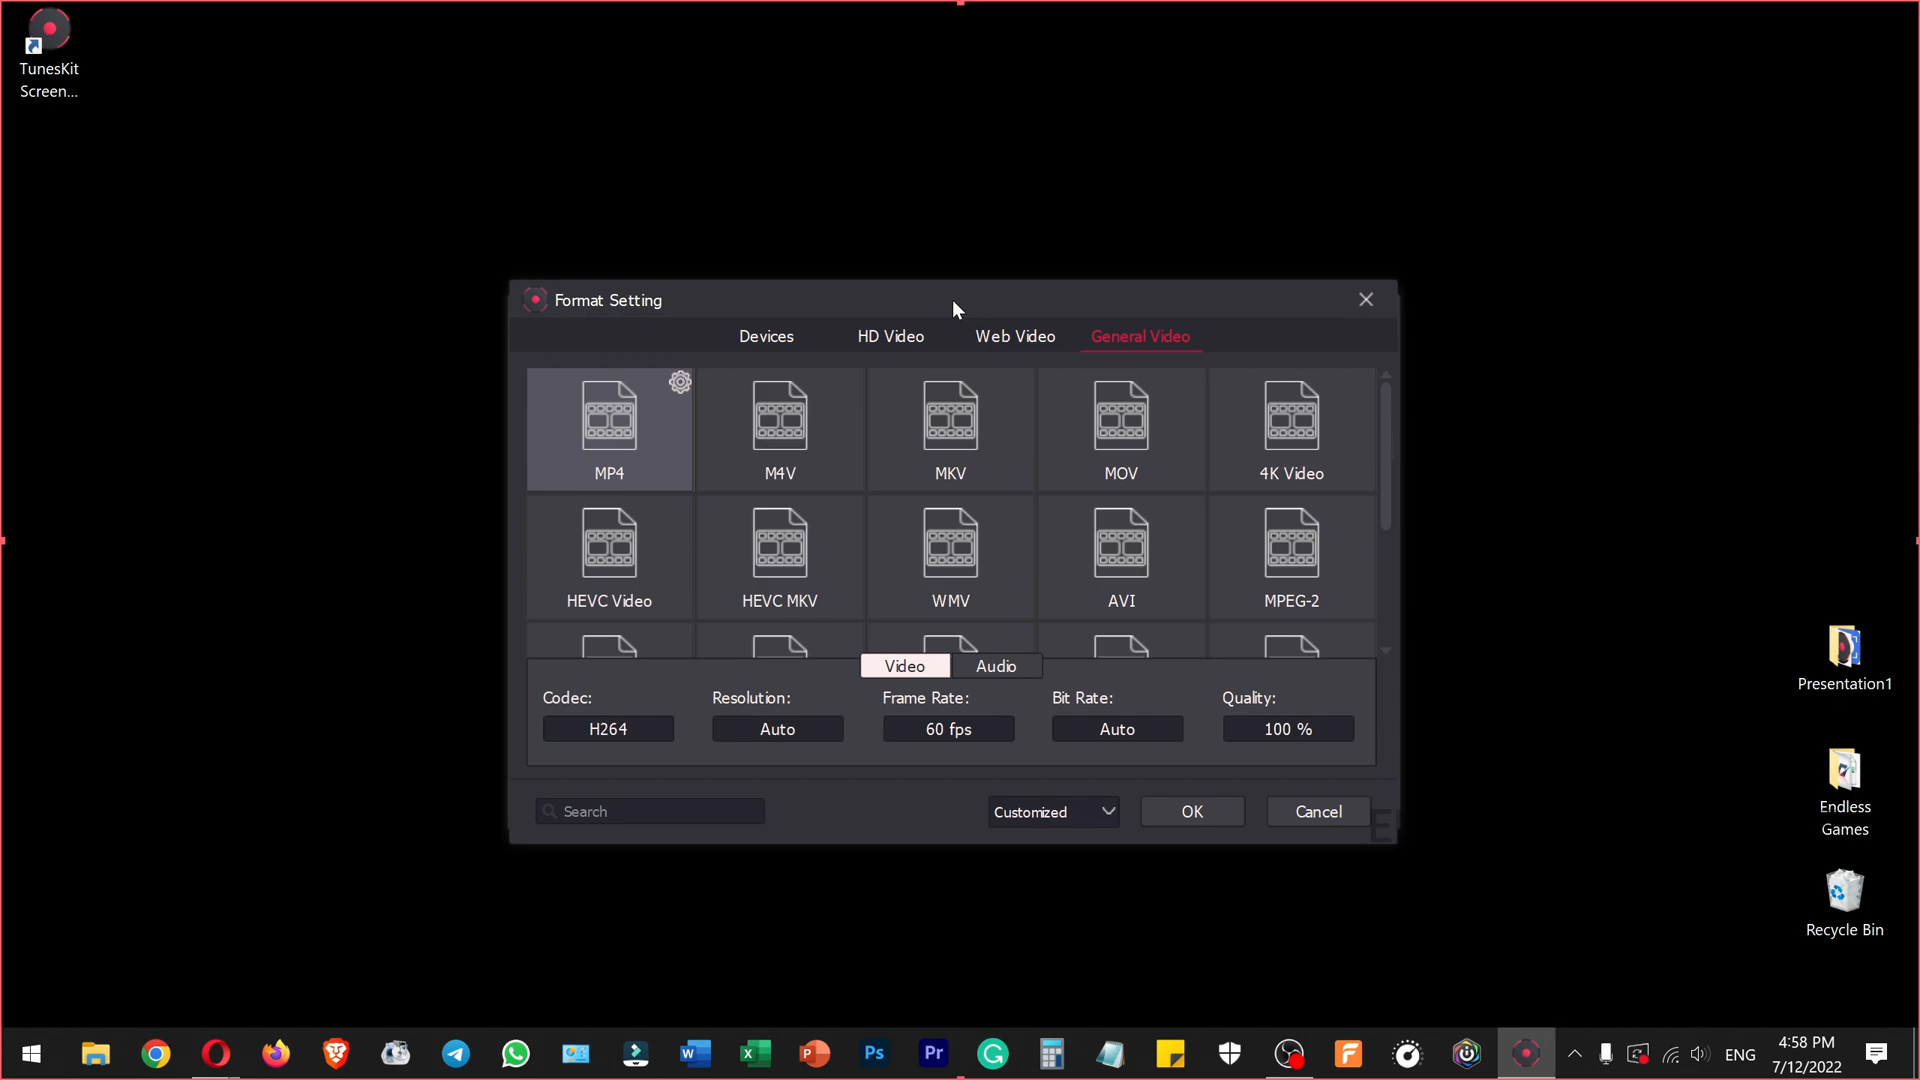 TunesKit
Screen...
Format Setting
Devices
HD Video
Web Video
General Video
MP4
M4V
MKV
MOV
4K Video
HEVC Video
HEVC MKV
WMV
AVI
MPEG-2
Video
Audio
Codec:
Resolution:
Frame Rate:
Bit Rate:
Quality:
H264
Auto
60 fps
Auto
100 %
Search
Customized
OK
Cancel
Presentation1
Endless
Games
Recycle Bin
ENG
4:58 PM
7/12/2022